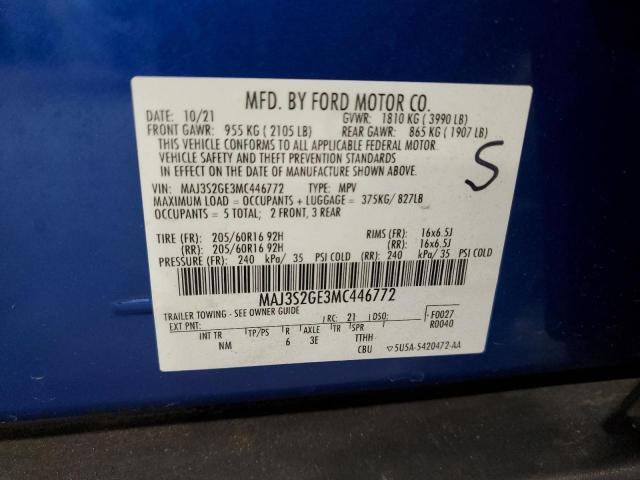 MFD. BY FORD MOTOR CO.
DATE: 10/21 GVWR: 1810 KG ( 3990 LB)
FRONT GAWR: 955 KG ( 2105 LB) REAR GAWR: 865 KG ( 1907 LB)
THIS VEHICLE CONFORMS TO ALL APPLICABLE FEDERAL MOTOR
VEHICLE SAFETY AND THEFT PREVENTION STANDARDS
IN EFFECT ON THE DATE OF MANUFACTURE SHOWN ABOVE.
S
VIN: MAJ3S2GE3MC446772 TYPE: MPV
MAXIMUM LOAD = OCCUPANTS + LUGGAGE = 375KG/ 827LB
OCCUPANTS = 5 TOTAL; 2 FRONT, 3 REAR
TIRE (FR): 205/60R16 92H RIMS (FR): 16x6.5J
(RR): 205/60R16 92H (RR): 16x6.5J
PRESSURE (FR): 240 kPa/ 35 PSI COLD (RR): 240 kPa/ 35 PSI COLD
MAJ3S2GE3MC446772
TRAILER TOWING - SEE OWNER GUIDE
EXT PNT: RC: 21 DSO: F0027
R0040
INT TR TP/PS R AXLE TR SPR
NM 6 3E TTHH
CBU 5U5A-5420472-AA